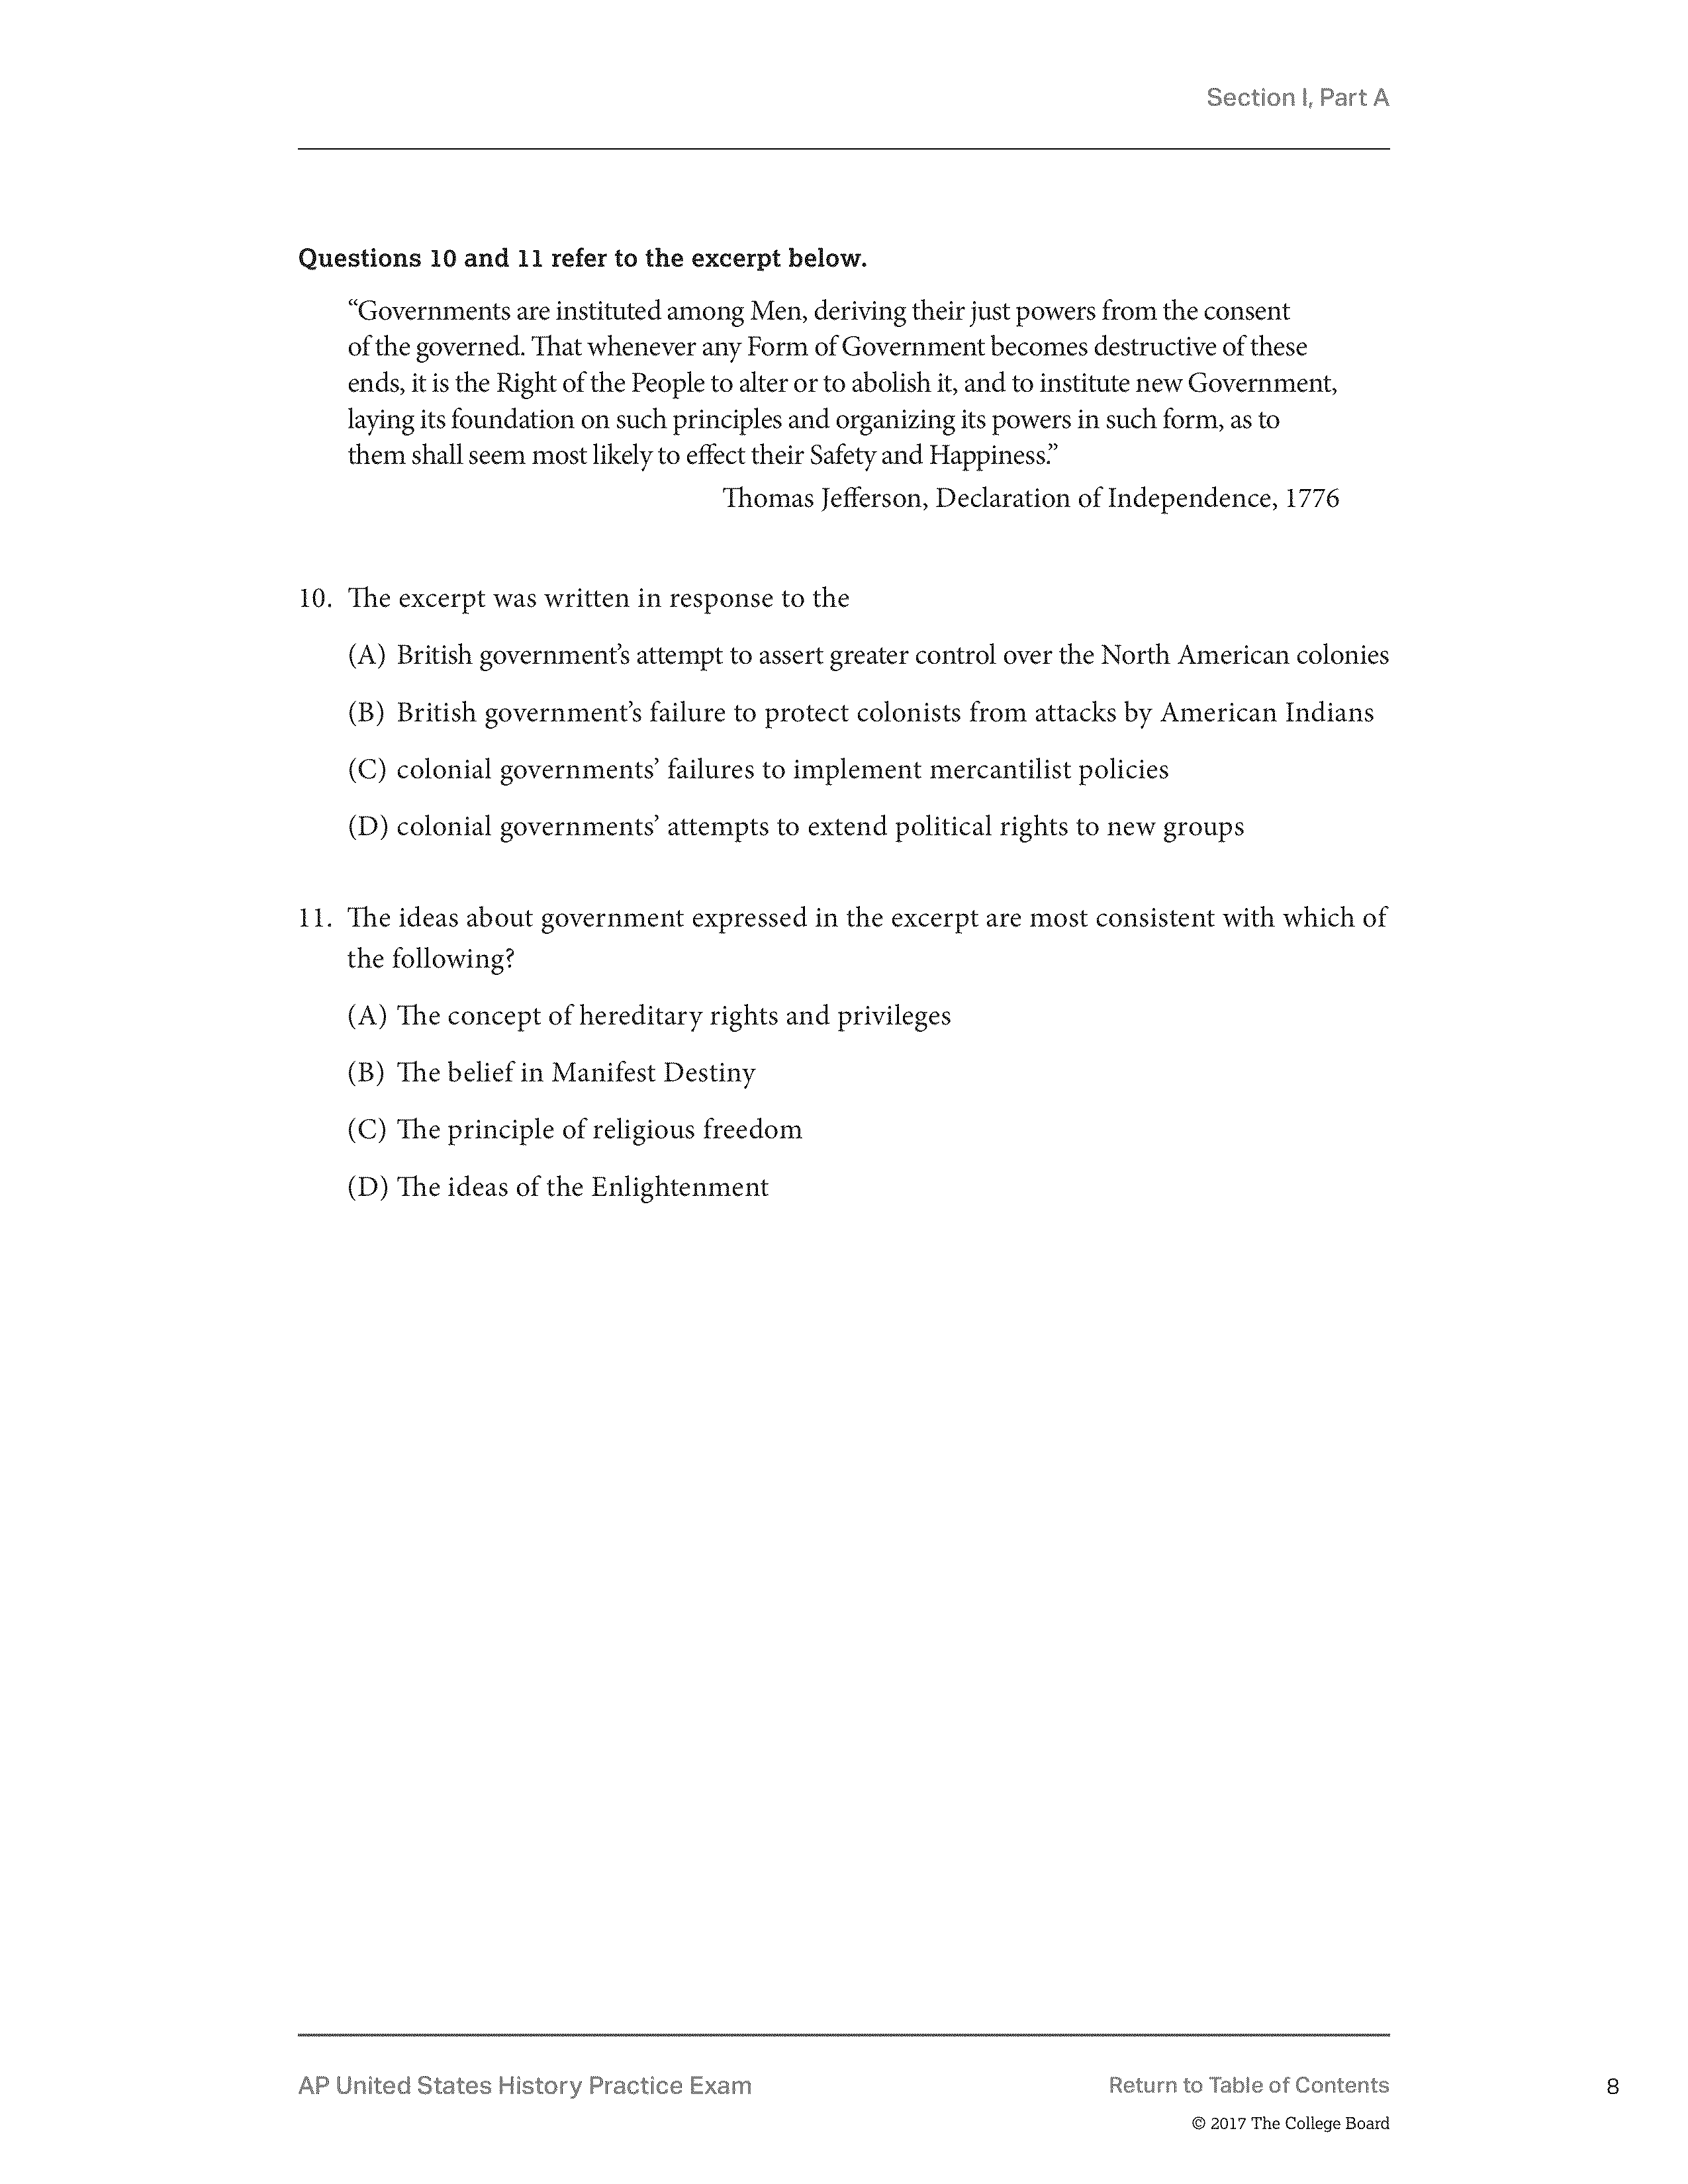 Section I, Part A
Questions 10 and 11 refer to the excerpt below.
“Governments are instituted among Men, deriving their just powers from the consent
of the governed. That whenever any Form of Government becomes destructive of these
ends, it is the Right of the People to alter or to abolish it, and to institute new Government,
laying its foundation on such principles and organizing its powers in such form, as to
them shall seem most likely to effect their Safety and Happiness.”
Thomas Jefferson, Declaration of Independence, 1776
10. The excerpt was written in response to the
(A) British government’s attempt to assert greater control over the North American colonies
(B) British government’s failure to protect colonists from attacks by American Indians
(C) colonial governments’ failures to implement mercantilist policies
(D) colonial governments’ attempts to extend political rights to new groups
11. The ideas about government expressed in the excerpt are most consistent with which of
the following?
(A) The concept of hereditary rights and privileges
(B) The belief in Manifest Destiny
(C) The principle of religious freedom
(D) The ideas of the Enlightenment
AP United States History Practice Exam
Return to Table of Contents
8
© 2017 The College Board